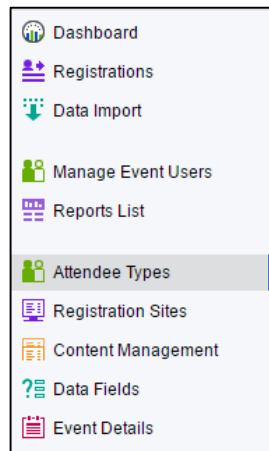 Dashboard
Registrations
Data Import
Manage Event Users
Reports List
Attendee Types
Registration Sites
Content Management
Data Fields
Event Details